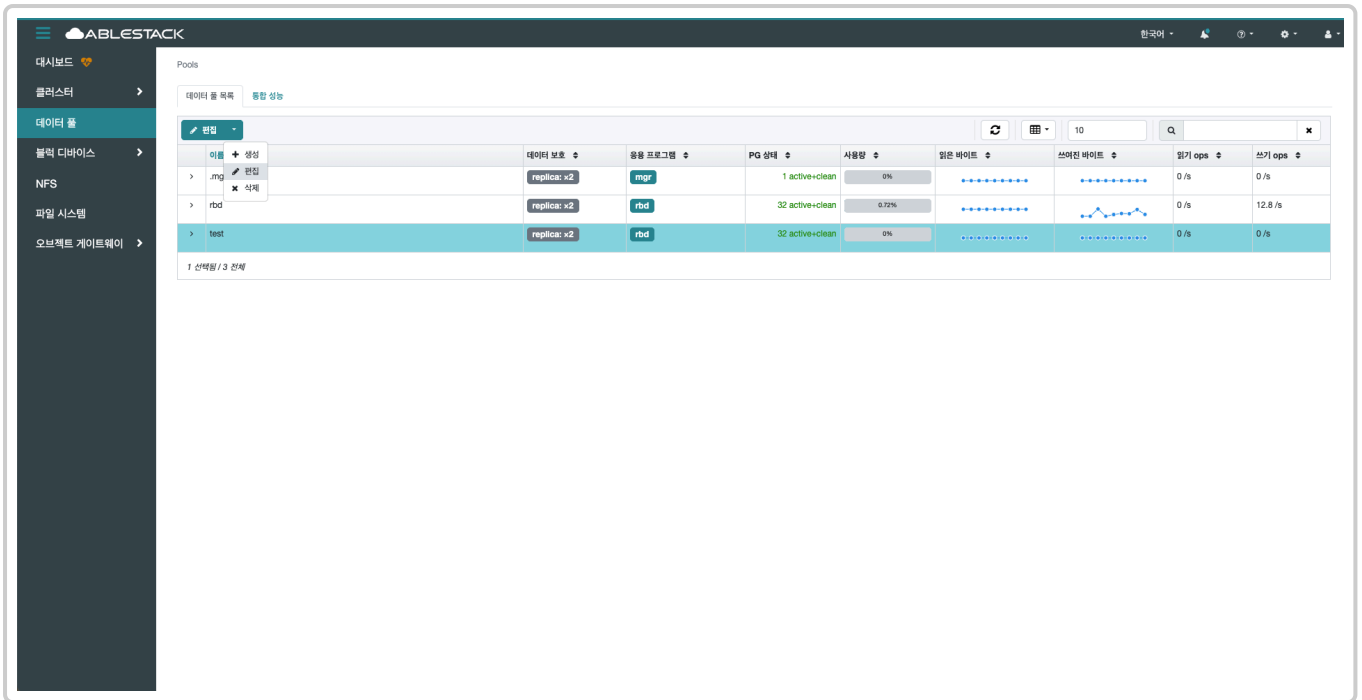 ABLESTACK
한국어
대시보드
클러스터
데이터 풀
블럭 디바이스
NFS
파일 시스템
오브젝트 게이트웨이
Pools
데이터 풀 목록 통합 성능
편집 10
생성
편집
삭제
데이터 보호 응용 프로그램 PG 상태 사용량 읽은 바이트 쓰여진 바이트 읽기 ops 쓰기 ops
replica: ×2 mgr 1 active+clean 0% 0 /s 0 /s
rbd replica: ×2 rbd 32 active+clean 0.72% 0 /s 12.8 /s
test replica: ×2 rbd 32 active+clean 0% 0 /s 0 /s
1 선택됨 / 3 전체